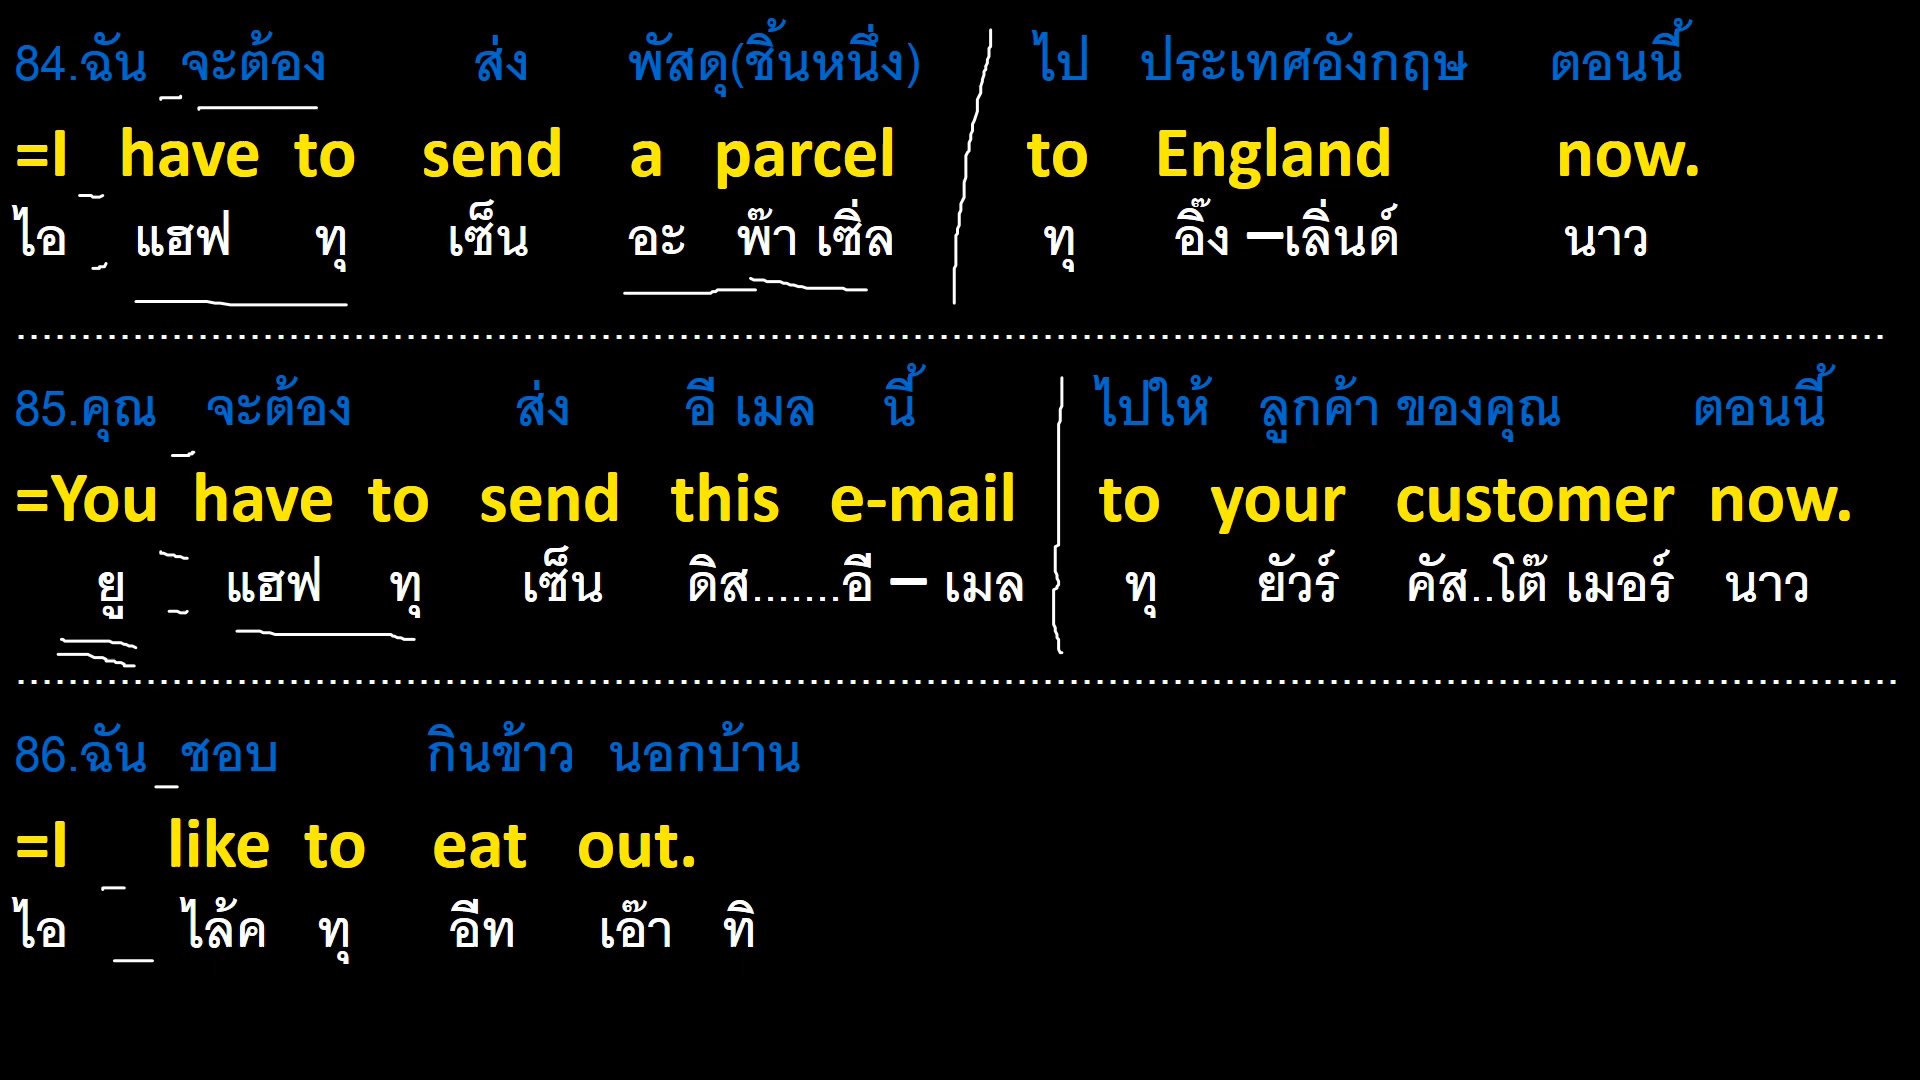 84.ฉัน จะต้อง ส่ง พัสดุ(ชิ้นหนึ่ง) ไป ประเทศอังกฤษ ตอนนี้
=I have to send a parcel to England now.
ไอ แฮฟ ทุ เซ็น อะ พ๊า เซิ่ล ทุ อิ๊ง –เลิ่นด์ นาว
85.คุณ จะต้อง ส่ง อี เมล นี้ ไปให้ ลูกค้า ของคุณ ตอนนี้
=You have to send this e-mail to your customer now.
ยู แฮฟ ทุ เซ็น ดิส.......อี – เมล ทุ ยัวร์ คัส..โต๊ เมอร์ นาว
86.ฉัน ชอบ กินข้าว นอกบ้าน
=I like to eat out.
ไอ ไล้ค ทุ อีท เอ๊า ทิ